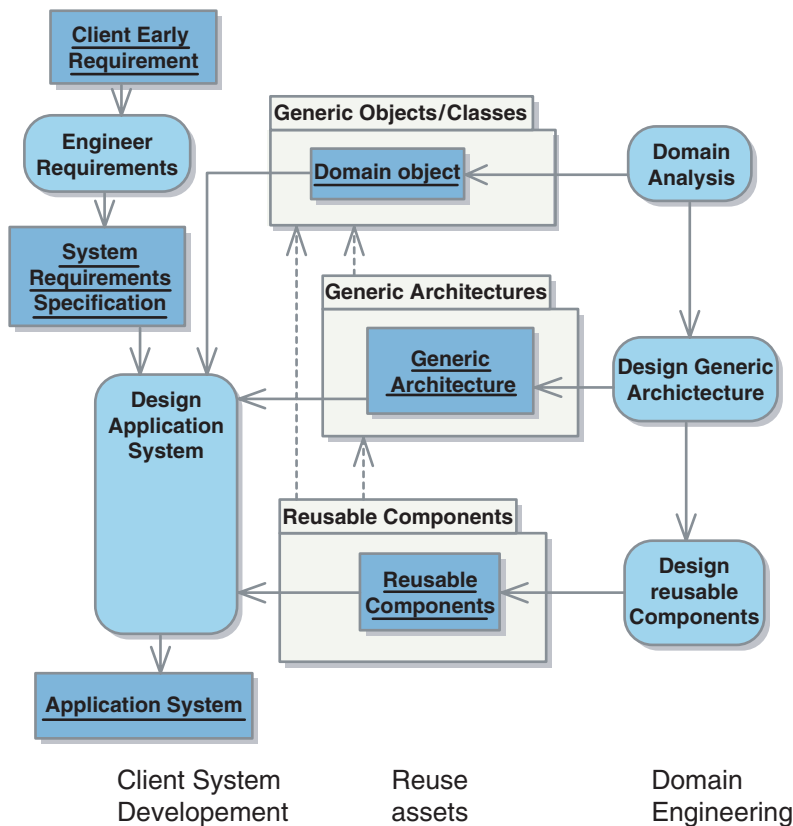 Client Early
Requirement
Engineer
Requirements
System
Requirements
Specification
Design
Application
System
Application System
Generic Objects/Classes
Domain object
Generic Architectures
Generic
Architecture
Reusable Components
Reusable
Components
Domain
Analysis
Design Generic
Archictecture
Design
reusable
Components
Client System
Developement
Reuse
assets
Domain
Engineering